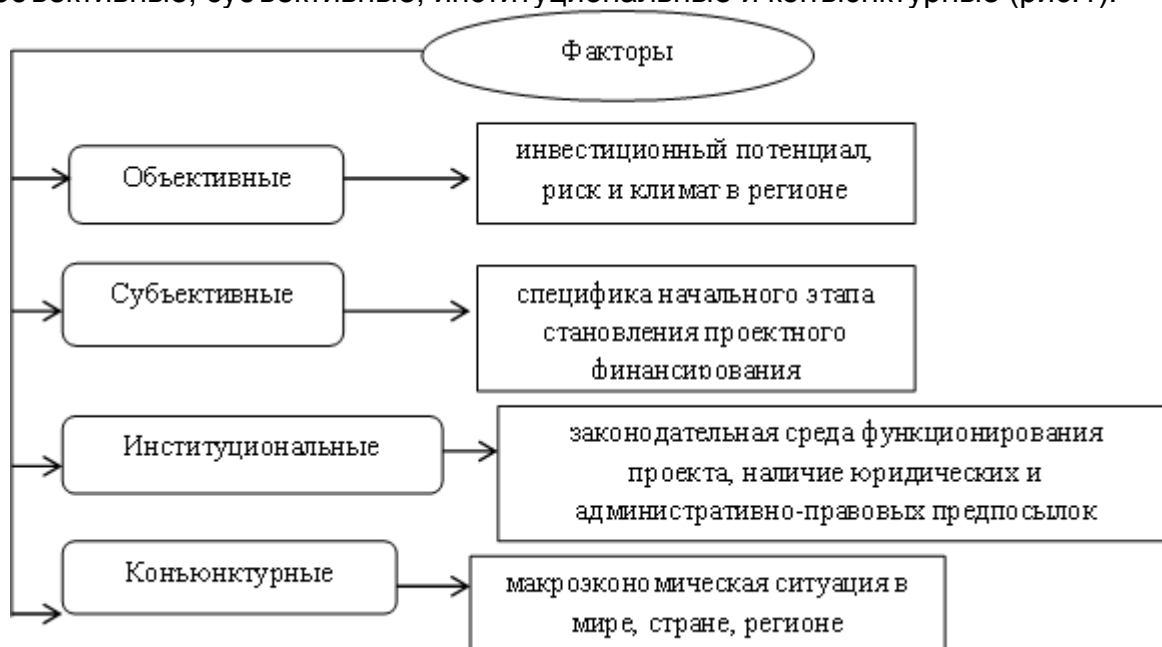 объективные, субъективные, институциональные и конъюнктурные (рис.1).
Факторы
Объективные
инвестиционный потенциал,
риск и климат в регионе
Субъективные
специфика начального этапа
становления проектного
финансирования
Институциональные
законодательная среда функционирования
проекта, наличие юридических и
административно-правовых предпосылок
Конъюнктурные
макроэкономическая ситуация в
мире, стране, регионе